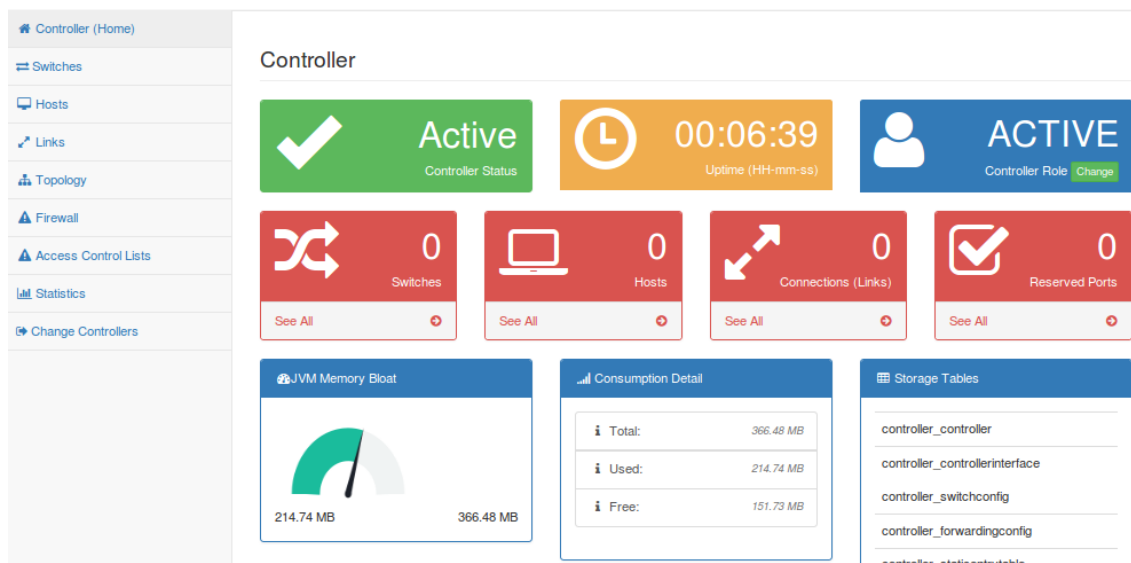 Controller (Home)
Switches
Hosts
Links
Topology
Firewall
Access Control Lists
Statistics
Change Controllers
Controller
Active
Controller Status
00:06:39
Uptime (HH-mm-ss)
ACTIVE
Controller Role Change
0
Switches
See All
0
Hosts
See All
0
Connections (Links)
See All
0
Reserved Ports
See All
JVM Memory Bloat
214.74 MB 366.48 MB
Consumption Detail
Total: 366.48 MB
Used: 214.74 MB
Free: 151.73 MB
Storage Tables
controller_controller
controller_controllerinterface
controller_switchconfig
controller_forwardingconfig